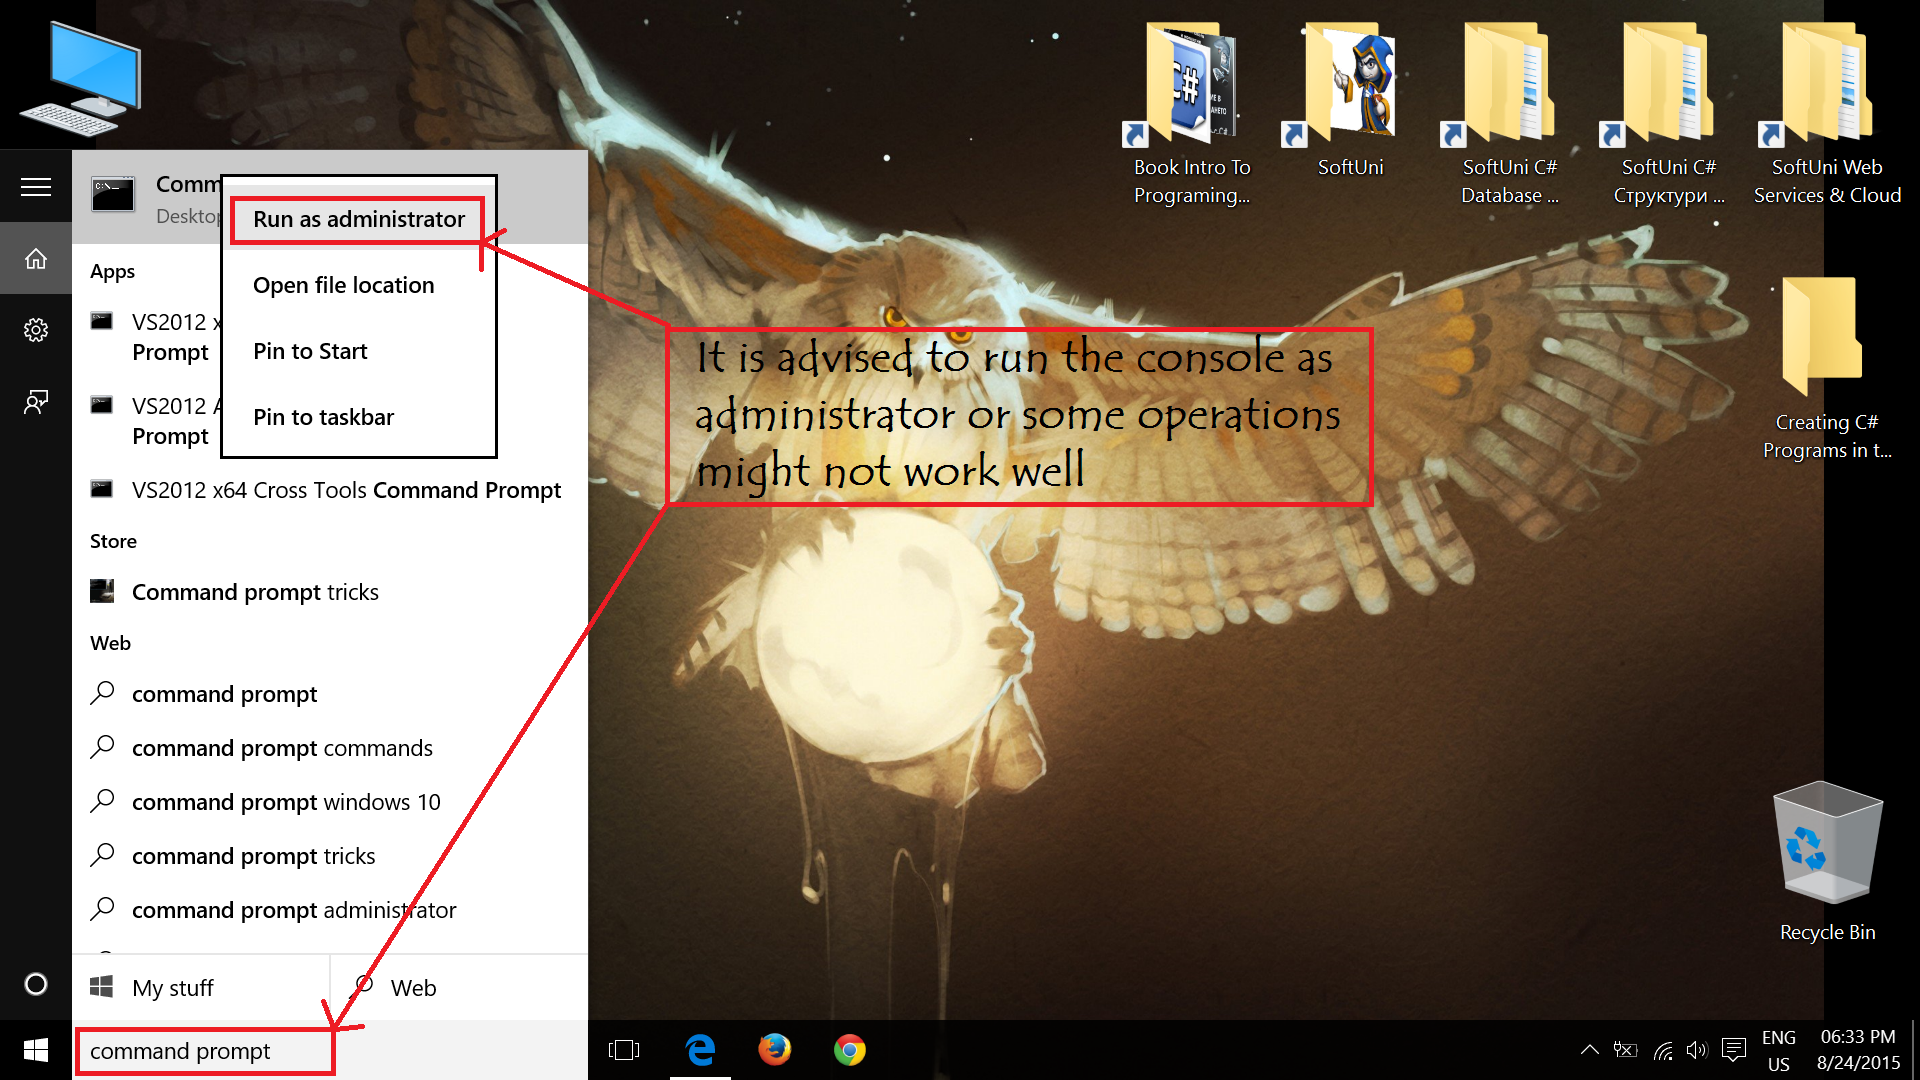 Comm
Desktop
Run as administrator
Open file location
Pin to Start
Pin to taskbar
Apps
VS2012 x
Prompt
VS2012 A
Prompt
VS2012 x64 Cross Tools Command Prompt
Store
Command prompt tricks
Web
command prompt
command prompt commands
command prompt windows 10
command prompt tricks
command prompt administrator
My stuff
Web
command prompt
It is advised to run the console as
administrator or some operations
might not work well
C#
Book Intro To
Programing...
SoftUni
SoftUni C#
Database ...
SoftUni C#
Структури ...
SoftUni Web
Services & Cloud
Creating C#
Programs in t...
Recycle Bin
ENG
US
06:33 PM
8/24/2015